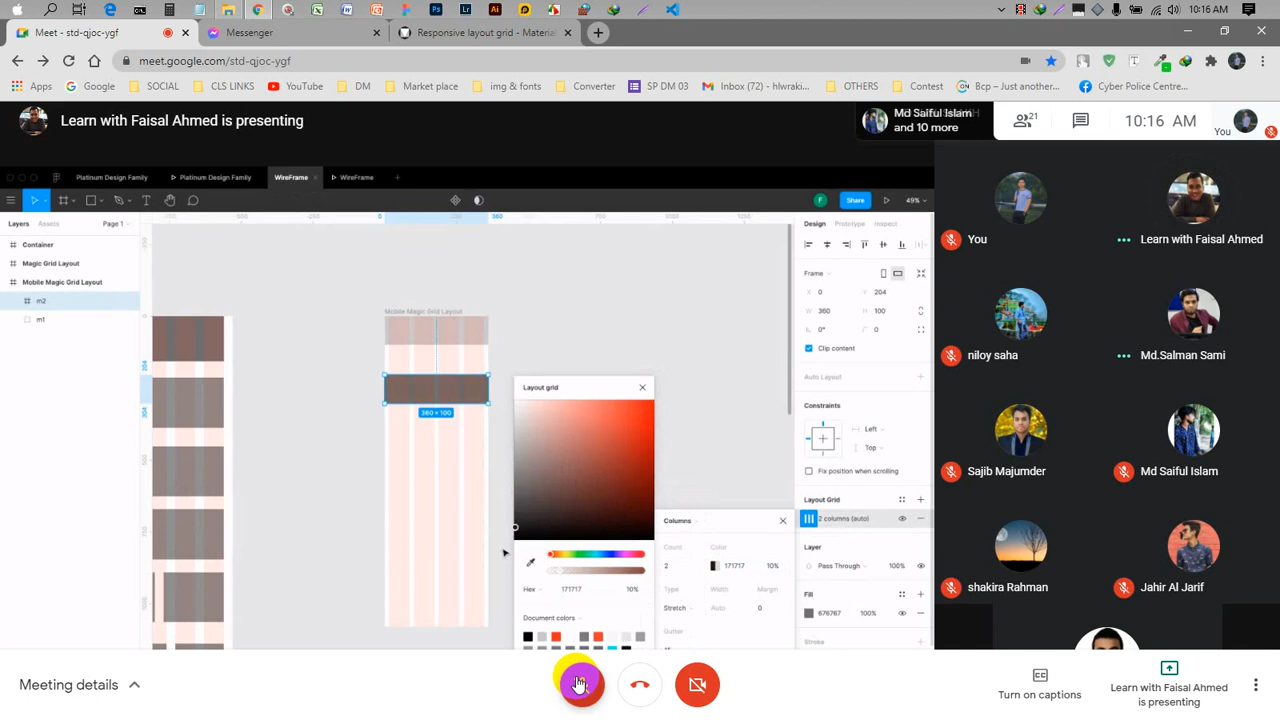 10:16 AM
Meet - std-qjoc-ygf
Messenger
Responsive layout grid - Material
meet.google.com/std-qjoc-ygf
Apps
Google
SOCIAL
CLS LINKS
YouTube
DM
Market place
img & fonts
Converter
SP DM 03
Inbox (72) - hlwraki...
OTHERS
Contest
Bcp – Just another...
Cyber Police Centre...
Learn with Faisal Ahmed is presenting
Md Saiful Islam
and 10 more
21
10:16 AM
You
Platinum Design Family
Platinum Design Family
WireFrame
WireFrame
Share
49%
Layers
Assets
Page 1
0
360
750
1000
1250
Design
Prototype
Inspect
Container
Magic Grid Layout
Mobile Magic Grid Layout
m2
m1
Mobile Magic Grid Layout
360 × 100
Layout grid
Hex
171717
10%
Document colors
Columns
Count
Color
2
171717
10%
Type
Width
Margin
Stretch
Auto
0
Gutter
Frame
X
0
Y
204
W
360
H
100
0°
0
Clip content
Auto Layout
Constraints
Left
Top
Fix position when scrolling
Layout Grid
2 columns (auto)
Layer
Pass Through
100%
Fill
676767
100%
Stroke
You
Learn with Faisal Ahmed
niloy saha
Md.Salman Sami
Sajib Majumder
Md Saiful Islam
shakira Rahman
Jahir Al Jarif
Meeting details
Turn on captions
Learn with Faisal Ahmed
is presenting